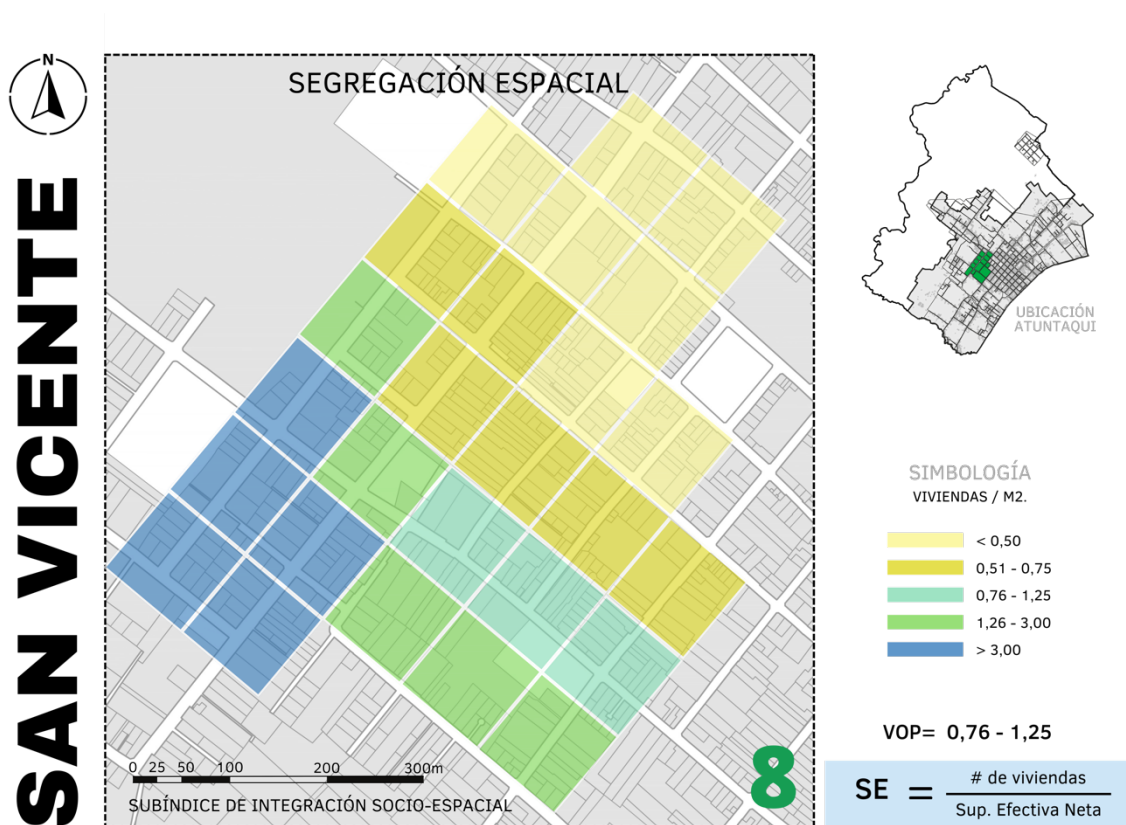 N
SAN VICENTE
SEGREGACIÓN ESPACIAL
0 25 50 100 200 300m
SUBÍNDICE DE INTEGRACIÓN SOCIO-ESPACIAL
8
UBICACIÓN
ATUNTAQUI
SIMBOLOGÍA
VIVIENDAS / M2.
< 0,50
0,51 - 0,75
0,76 - 1,25
1,26 - 3,00
> 3,00
VOP= 0,76 - 1,25
SE = # de viviendas
Sup. Efectiva Neta